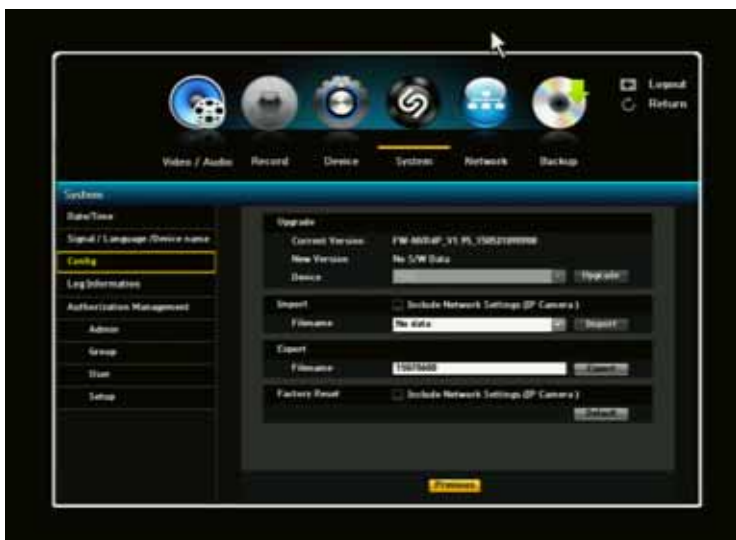 Logout
Return
Video / Audio Record Device System Network Backup
System
Date/Time
Signal / Language /Device name
Config
Log Information
Authorization Management
Admin
Group
User
Setup
Upgrade
Current Version
New Version No S/W Data
Device Upgrade
Import Include Network Settings (IP Camera )
Filename No data Import
Export
Filename Export
Factory Reset Include Network Settings (IP Camera )
Default
Previous